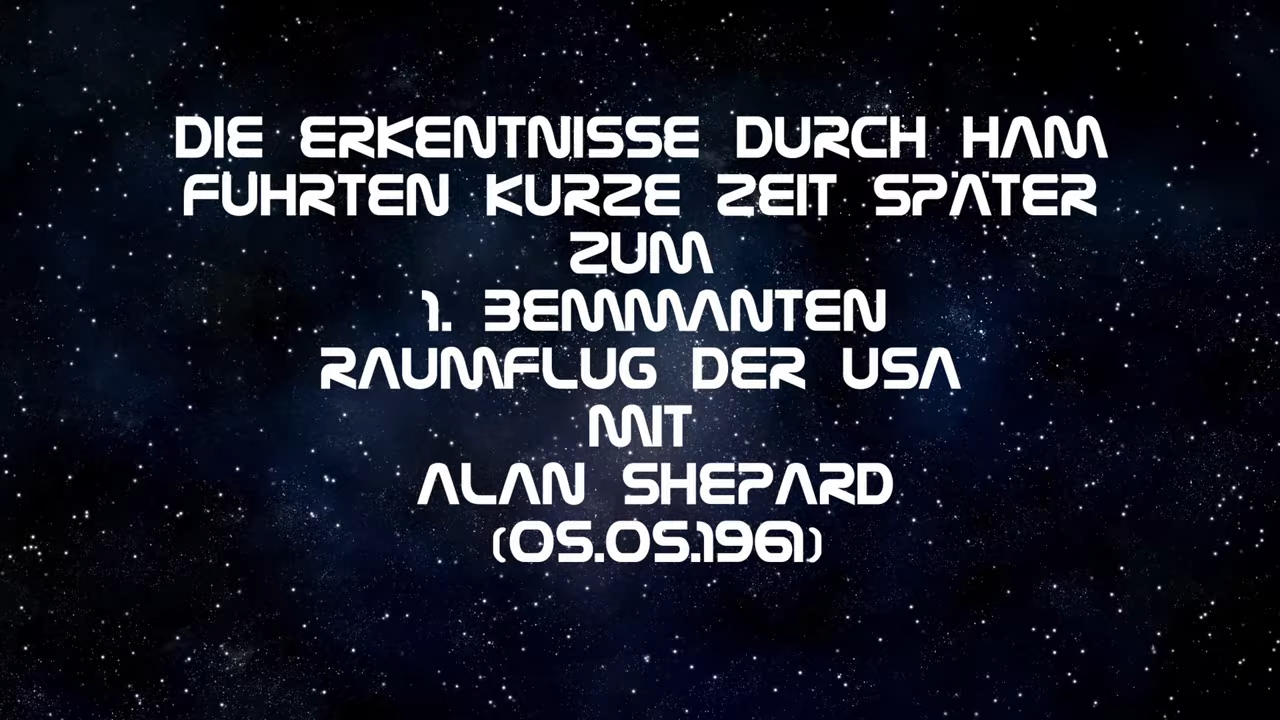 DIE ERKENTNISSE DURCH HAM
FÜHRTEN KURZE ZEIT SPÄTER
ZUM
1. BEMMANTEN
RAUMFLUG DER USA
MIT
ALAN SHEPARD
(05.05.1961)